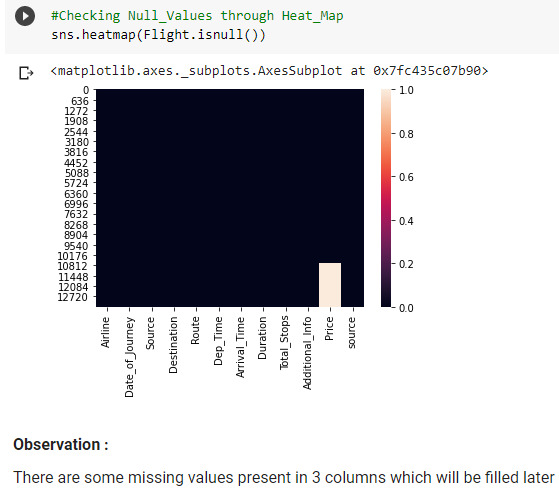 #Checking Null_Values through Heat_Map
sns.heatmap(Flight.isnull())
<matplotlib.axes._subplots.AxesSubplot at 0x7fc435c07b90>
0
636
1272
1908
2544
3180
3816
4452
5088
5724
6360
6996
7632
8268
8904
9540
10176
10812
11448
12084
12720
1.0
0.8
0.6
0.4
0.2
0.0
Airline
Date_of_Journey
Source
Destination
Route
Dep_Time
Arrival_Time
Duration
Total_Stops
Additional_Info
Price
source
Observation :
There are some missing values present in 3 columns which will be filled later